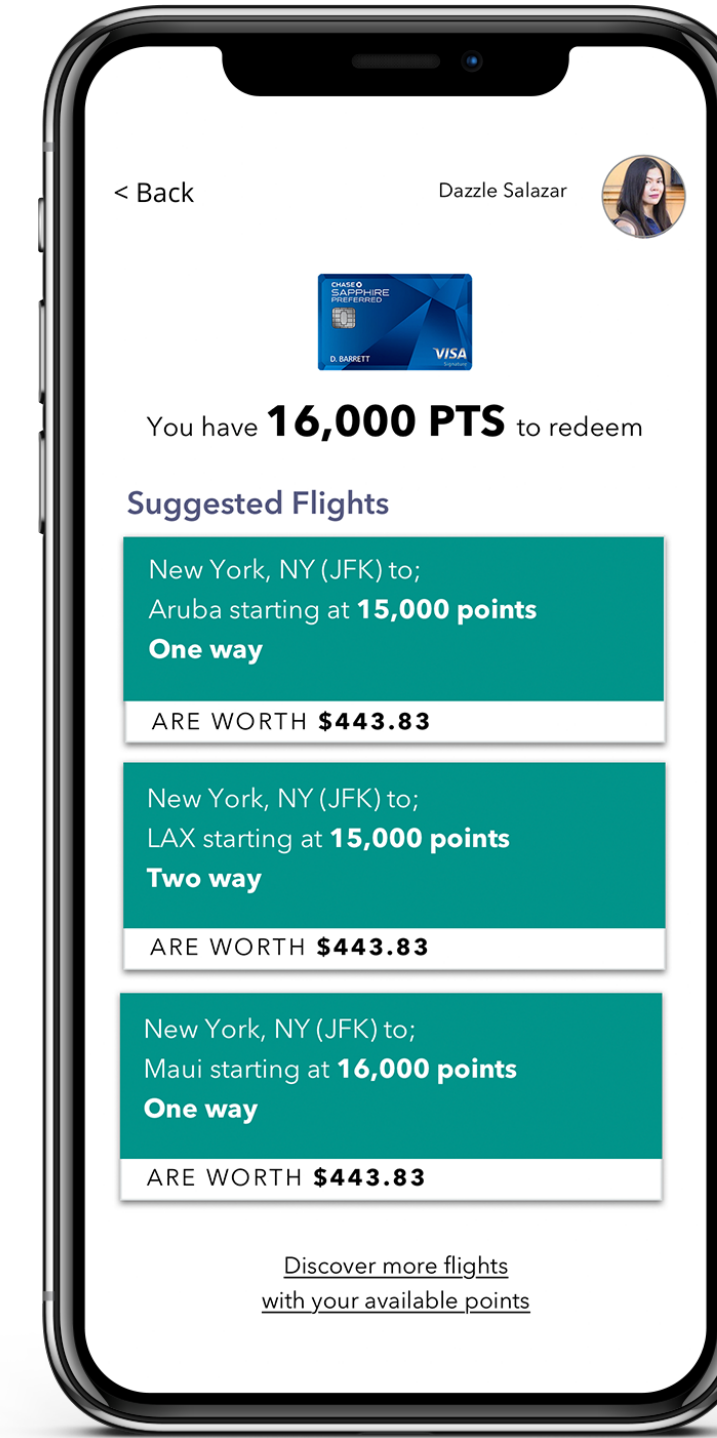 < Back
Dazzle Salazar
CHASE
SAPPHIRE
PREFERRED
D. BARRETT
VISA
Signature
You have 16,000 PTS to redeem
Suggested Flights
New York, NY (JFK) to;
Aruba starting at 15,000 points
One way
ARE WORTH $443.83
New York, NY (JFK) to;
LAX starting at 15,000 points
Two way
ARE WORTH $443.83
New York, NY (JFK) to;
Maui starting at 16,000 points
One way
ARE WORTH $443.83
Discover more flights
with your available points